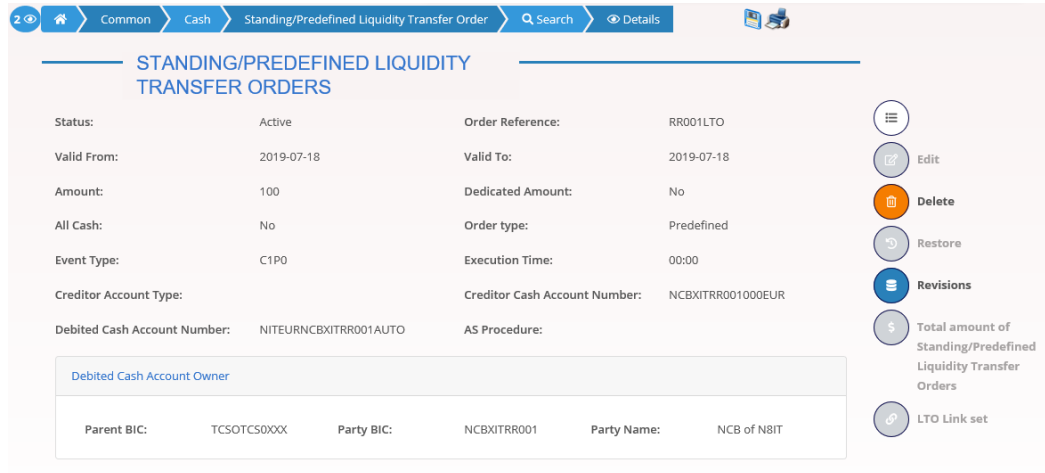 2 Common Cash Standing/Predefined Liquidity Transfer Order Search Details
STANDING/PREDEFINED LIQUIDITY
TRANSFER ORDERS
Status: Active Order Reference: RR001LTO
Valid From: 2019-07-18 Valid To: 2019-07-18
Edit
Amount: 100 Dedicated Amount: No
Delete
All Cash: No Order type: Predefined
Restore
Event Type: C1P0 Execution Time: 00:00
Revisions
Creditor Account Type: Creditor Cash Account Number: NCBXITRR001000EUR
Debited Cash Account Number: NITEURNCBXITRR001AUTO AS Procedure:
Total amount of
Standing/Predefined
Liquidity Transfer
Orders
Debited Cash Account Owner
LTO Link set
Parent BIC: TCSOTCS0XXX Party BIC: NCBXITRR001 Party Name: NCB of N8IT